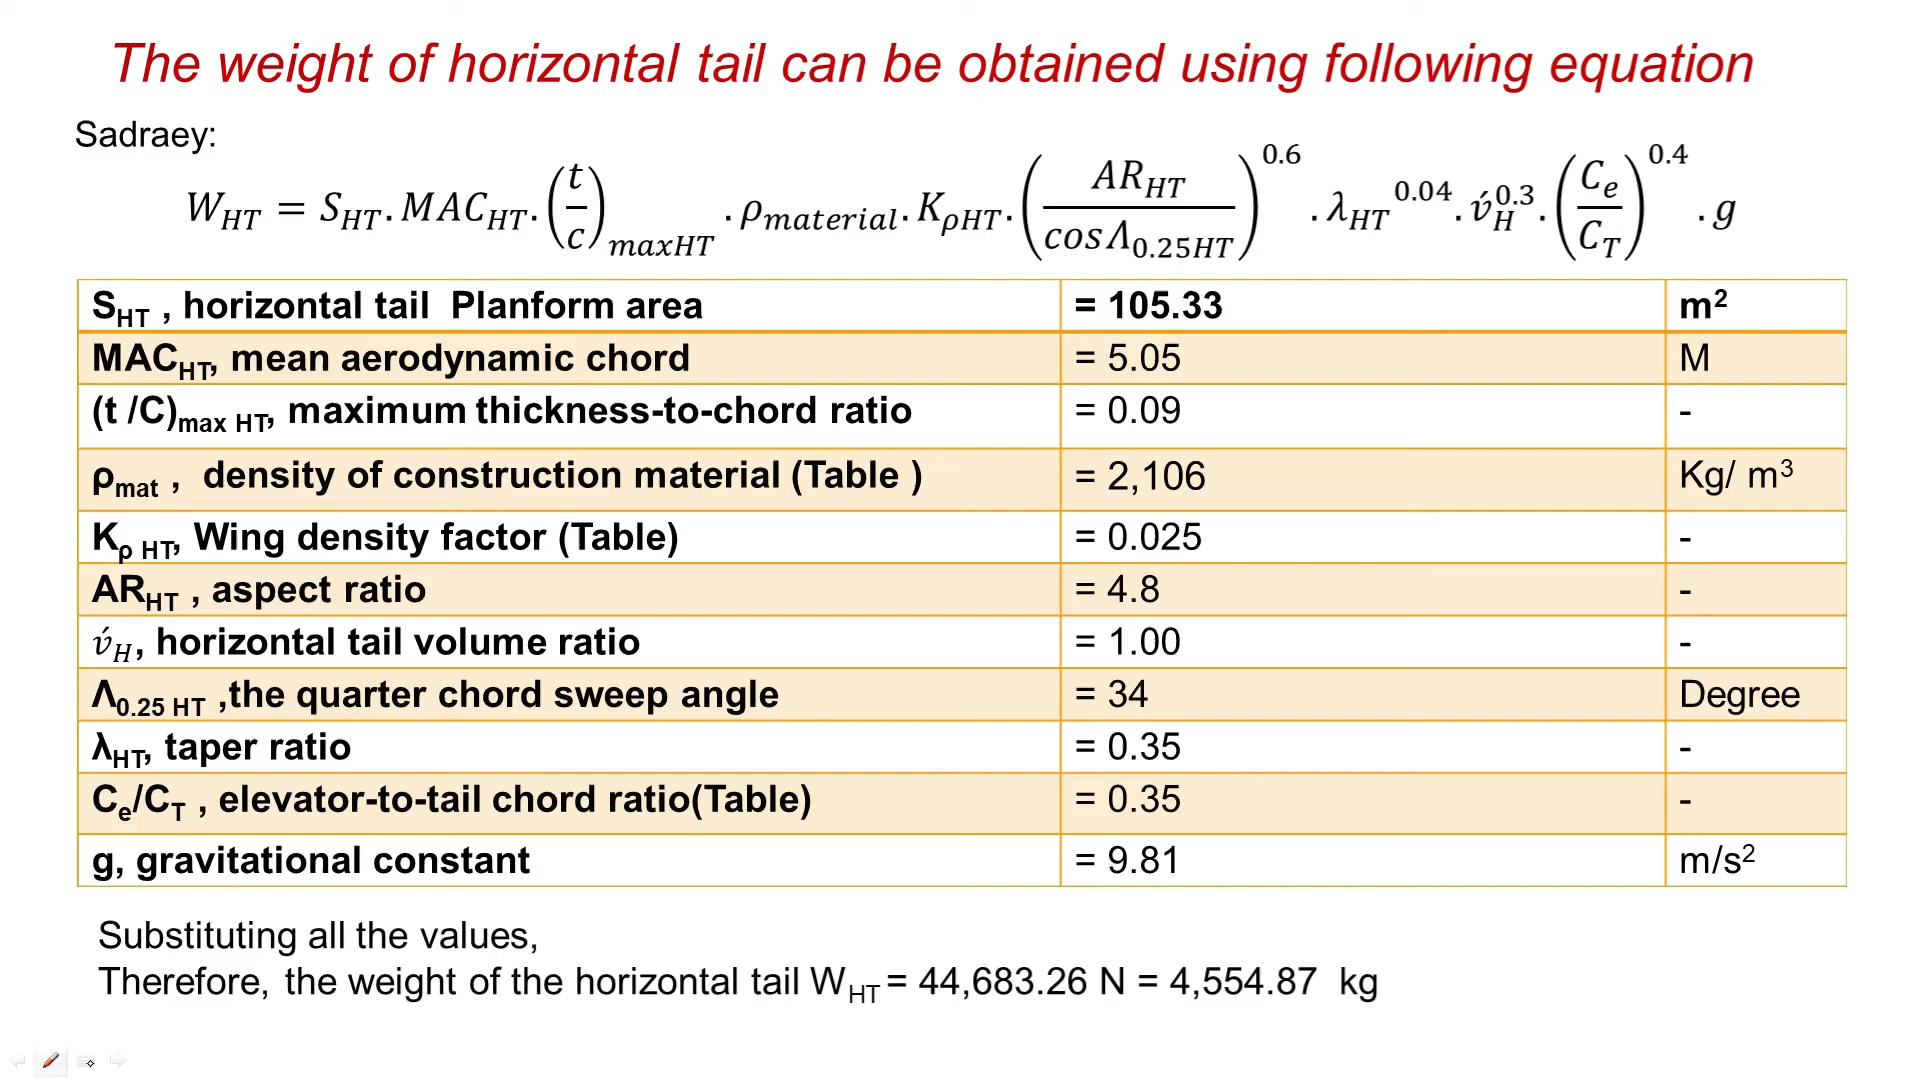 The weight of horizontal tail can be obtained using following equation
Sadraey:
W_HT = S_HT . MAC_HT . (t/c)_maxHT . ρ_material . K_ρHT . (AR_HT / cosΛ_0.25HT)^0.6 . λ_HT^0.04 . v́_H^0.3 . (C_e/C_T)^0.4 . g
S_HT , horizontal tail Planform area = 105.33 m²
MAC_HT, mean aerodynamic chord = 5.05 M
(t /C)_max HT, maximum thickness-to-chord ratio = 0.09 -
ρ_mat , density of construction material (Table ) = 2,106 Kg/ m³
K_ρ HT, Wing density factor (Table) = 0.025 -
AR_HT , aspect ratio = 4.8 -
v́_H, horizontal tail volume ratio = 1.00 -
Λ_0.25 HT ,the quarter chord sweep angle = 34 Degree
λ_HT, taper ratio = 0.35 -
C_e/C_T , elevator-to-tail chord ratio(Table) = 0.35 -
g, gravitational constant = 9.81 m/s²
Substituting all the values,
Therefore, the weight of the horizontal tail W_HT = 44,683.26 N = 4,554.87 kg